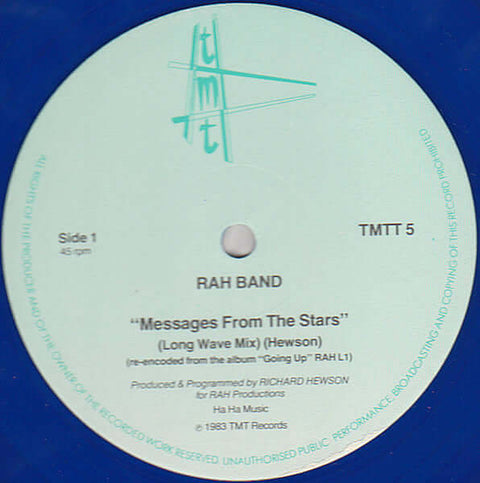 tmt
Side 1
45 rpm
TMTT 5
RAH BAND
"Messages From The Stars"
(Long Wave Mix) (Hewson)
(re-encoded from the album "Going Up" RAH L1)
Produced & Programmed by RICHARD HEWSON
for RAH Productions
Ha Ha Music
℗ 1983 TMT Records
ALL RIGHTS OF THE PRODUCER AND OF THE OWNER OF THE RECORDED WORK RESERVED. UNAUTHORISED PUBLIC PERFORMANCE, BROADCASTING AND COPYING OF THIS RECORD PROHIBITED